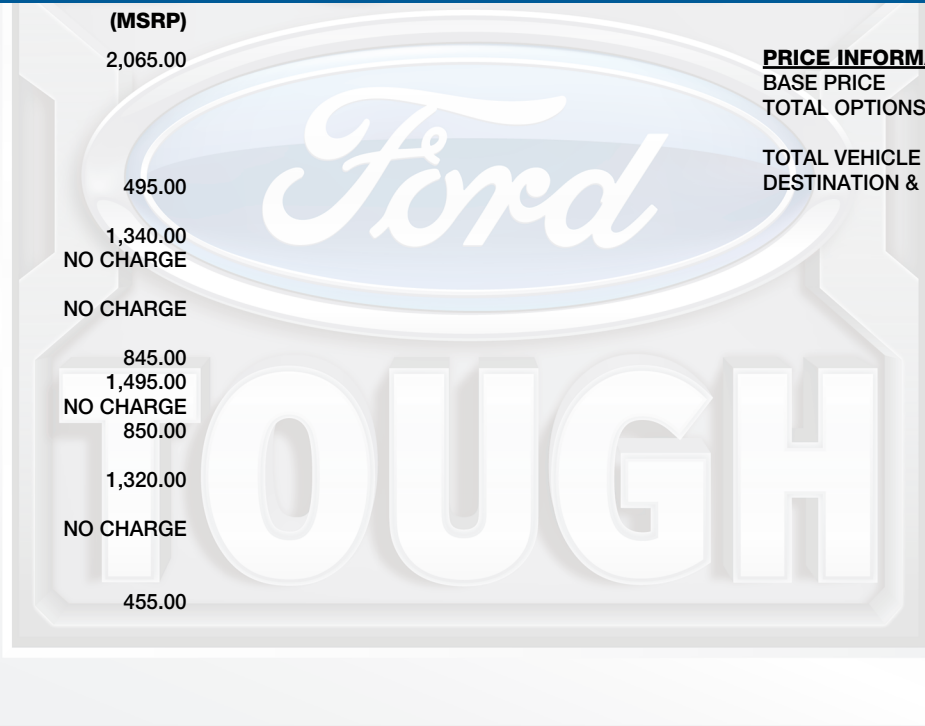 (MSRP)
2,065.00
495.00
1,340.00
NO CHARGE
NO CHARGE
845.00
1,495.00
NO CHARGE
850.00
1,320.00
NO CHARGE
455.00
PRICE INFORMA
BASE PRICE
TOTAL OPTIONS
TOTAL VEHICLE
DESTINATION &
Ford
TOUGH